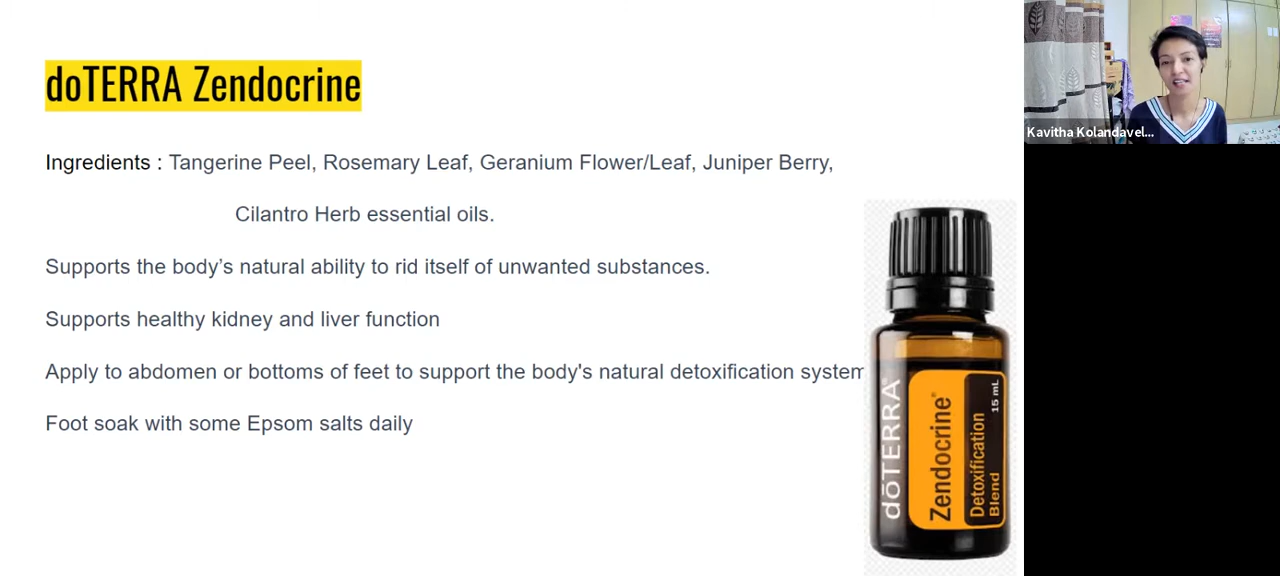 doTERRA Zendocrine
Ingredients : Tangerine Peel, Rosemary Leaf, Geranium Flower/Leaf, Juniper Berry,
Cilantro Herb essential oils.
Supports the body’s natural ability to rid itself of unwanted substances.
Supports healthy kidney and liver function
Apply to abdomen or bottoms of feet to support the body's natural detoxification system
Foot soak with some Epsom salts daily
dōTERRA®
Zendocrine®
Detoxification
Blend
15 mL
Kavitha Kolandavel...